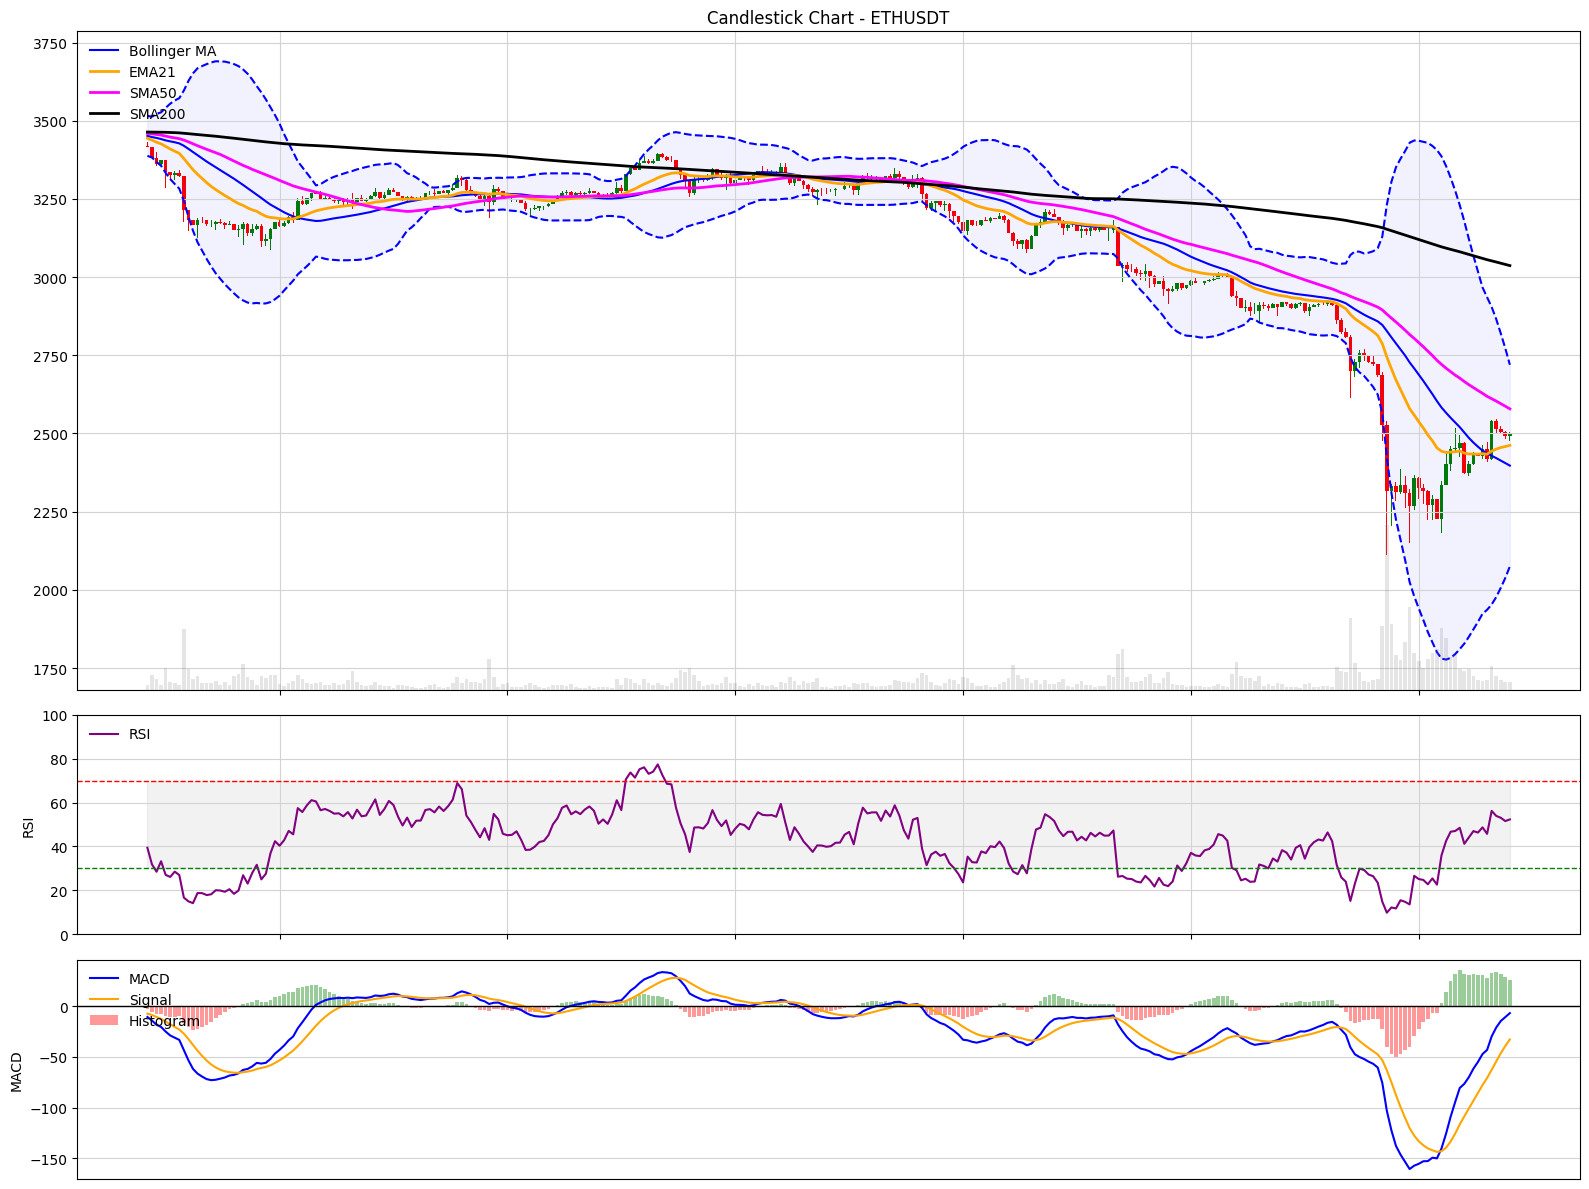 Candlestick Chart - ETHUSDT
3750
3500
3250
3000
2750
2500
2250
2000
1750
Bollinger MA
EMA21
SMA50
SMA200
100
80
60
40
20
0
RSI
RSI
0
−50
−100
−150
MACD
MACD
Signal
Histogram